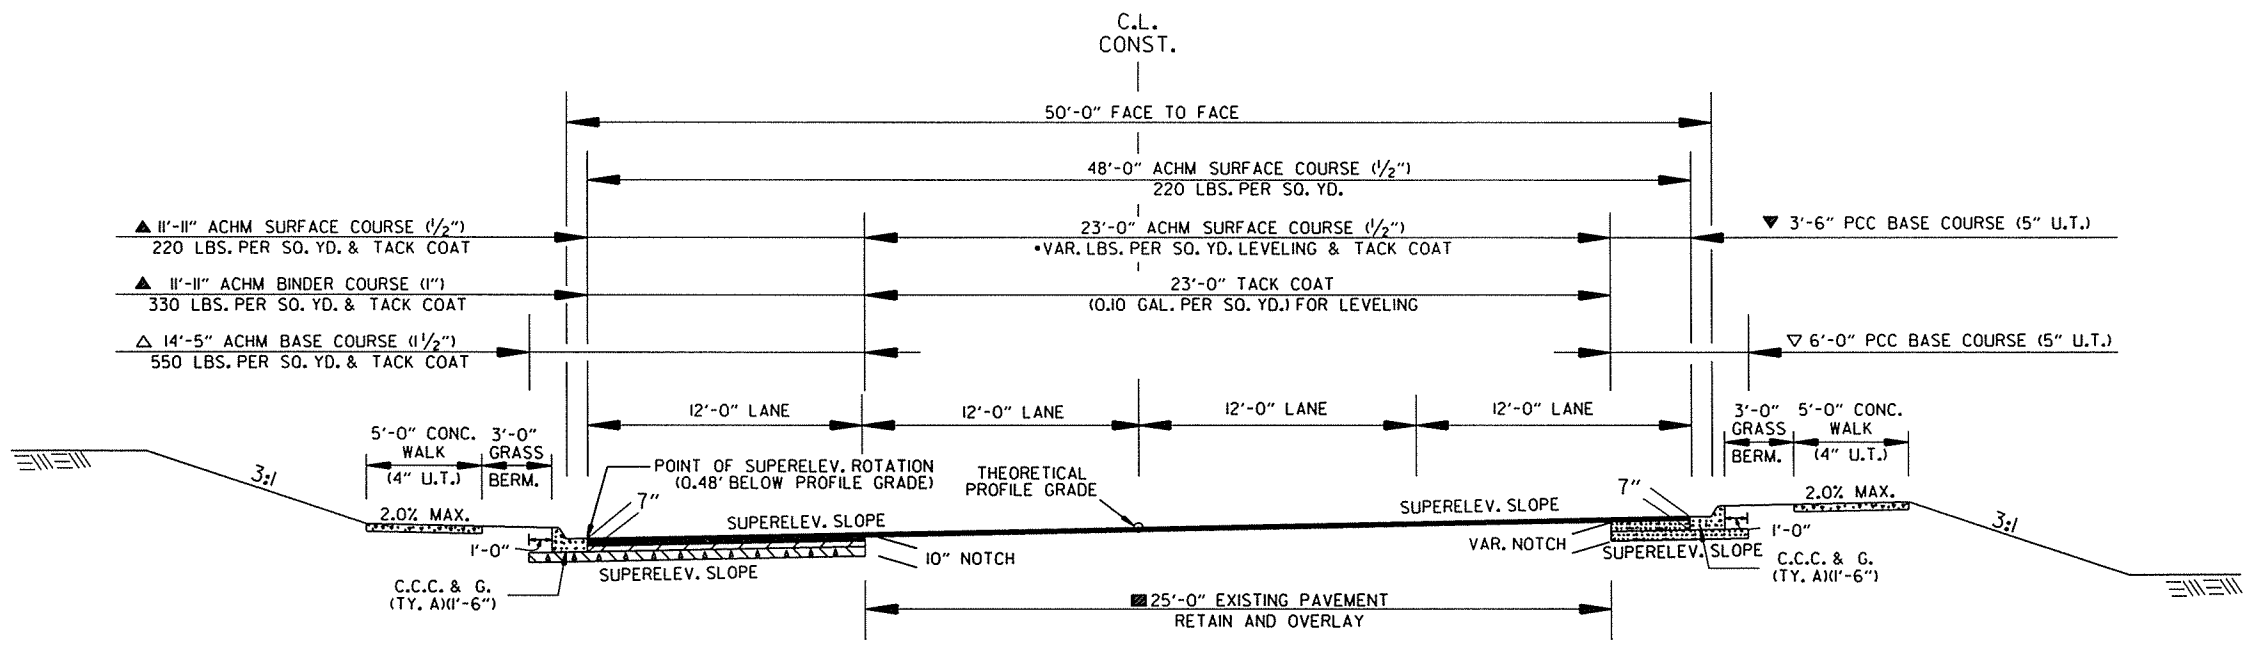 C.L.
CONST.
50'-0" FACE TO FACE
48'-0" ACHM SURFACE COURSE (1/2")
220 LBS. PER SQ. YD.
▲ 11'-11" ACHM SURFACE COURSE (1/2")
220 LBS. PER SQ. YD. & TACK COAT
23'-0" ACHM SURFACE COURSE (1/2")
•VAR. LBS. PER SQ. YD. LEVELING & TACK COAT
▼ 3'-6" PCC BASE COURSE (5" U.T.)
▲ 11'-11" ACHM BINDER COURSE (1")
330 LBS. PER SQ. YD. & TACK COAT
23'-0" TACK COAT
(0.10 GAL. PER SQ. YD.) FOR LEVELING
△ 14'-5" ACHM BASE COURSE (1 1/2")
550 LBS. PER SQ. YD. & TACK COAT
▽ 6'-0" PCC BASE COURSE (5" U.T.)
12'-0" LANE
12'-0" LANE
12'-0" LANE
12'-0" LANE
5'-0" CONC.
WALK
(4" U.T.)
3'-0"
GRASS
BERM.
3'-0"
GRASS
BERM.
5'-0" CONC.
WALK
(4" U.T.)
3:1
POINT OF SUPERELEV. ROTATION
(0.48' BELOW PROFILE GRADE)
THEORETICAL
PROFILE GRADE
7"
7"
2.0% MAX.
SUPERELEV. SLOPE
SUPERELEV. SLOPE
2.0% MAX.
3:1
1'-0"
10" NOTCH
VAR. NOTCH
1'-0"
SUPERELEV. SLOPE
SUPERELEV. SLOPE
C.C.C. & G.
(TY. A)(1'-6")
C.C.C. & G.
(TY. A)(1'-6")
25'-0" EXISTING PAVEMENT
RETAIN AND OVERLAY